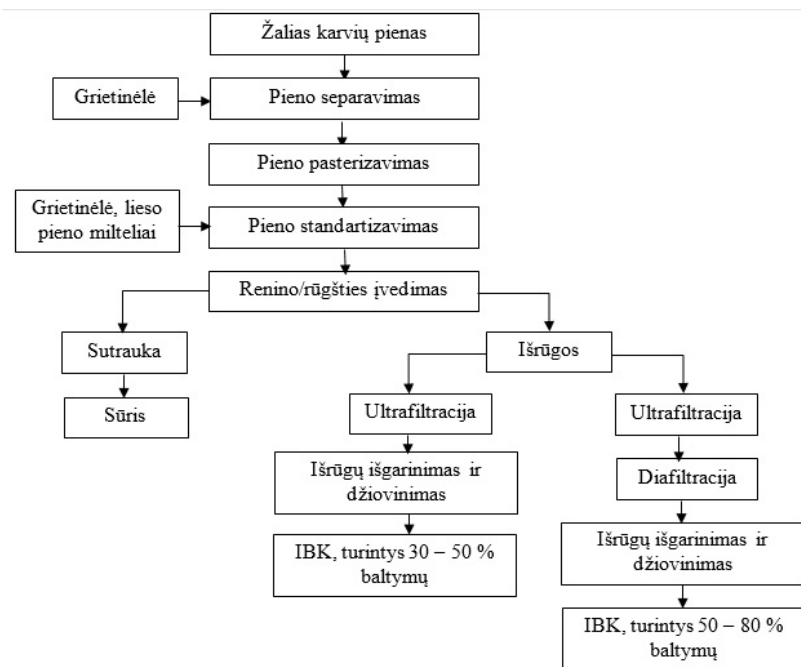 Žalias karvių pienas
Grietinėlė
Pieno separavimas
Pieno pasterizavimas
Grietinėlė, lieso
pieno milteliai
Pieno standartizavimas
Renino/rūgšties įvedimas
Sutrauka
Išrūgos
Sūris
Ultrafiltracija
Ultrafiltracija
Išrūgų išgarinimas ir
džiovinimas
Diafiltracija
IBK, turintys 30 – 50 %
baltymų
Išrūgų išgarinimas ir
džiovinimas
IBK, turintys 50 – 80 %
baltymų